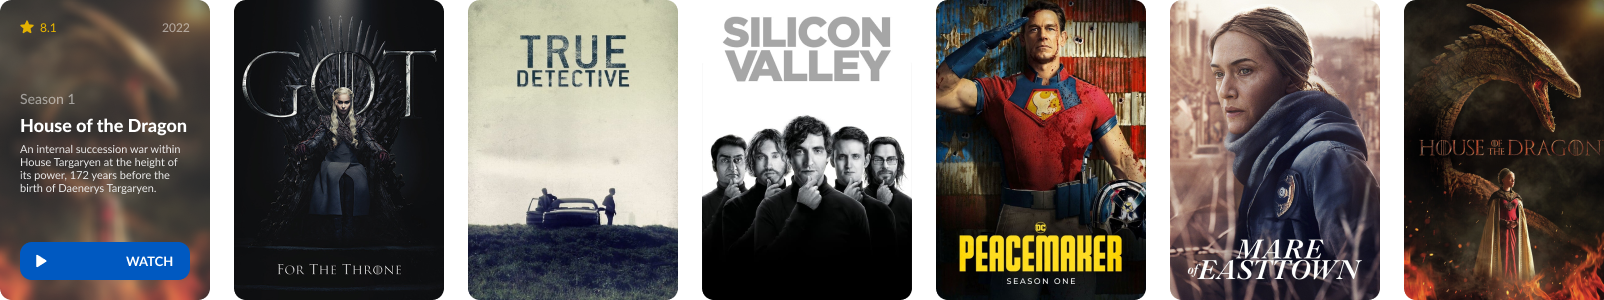 8.1
2022
Season 1
House of the Dragon
An internal succession war within
House Targaryen at the height of
its power, 172 years before the
birth of Daenerys Targaryen.
WATCH
GOT
FOR THE THRONE
TRUE
DETECTIVE
SILICON
VALLEY
DC
PEACEMAKER
SEASON ONE
MARE
of EASTTOWN
HOUSE OF THE DRAGON